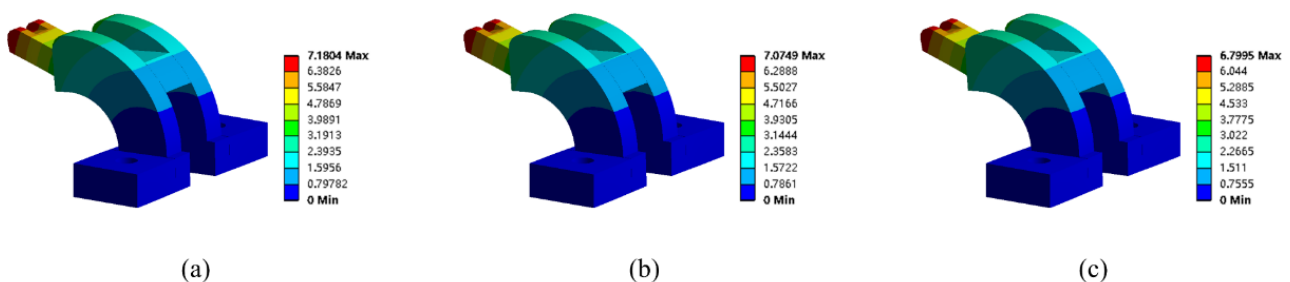 7.1804 Max
6.3826
5.5847
4.7869
3.9891
3.1913
2.3935
1.5956
0.79782
0 Min
7.0749 Max
6.2888
5.5027
4.7166
3.9305
3.1444
2.3583
1.5722
0.7861
0 Min
6.7995 Max
6.044
5.2885
4.533
3.7775
3.022
2.2665
1.511
0.7555
0 Min
(a)
(b)
(c)